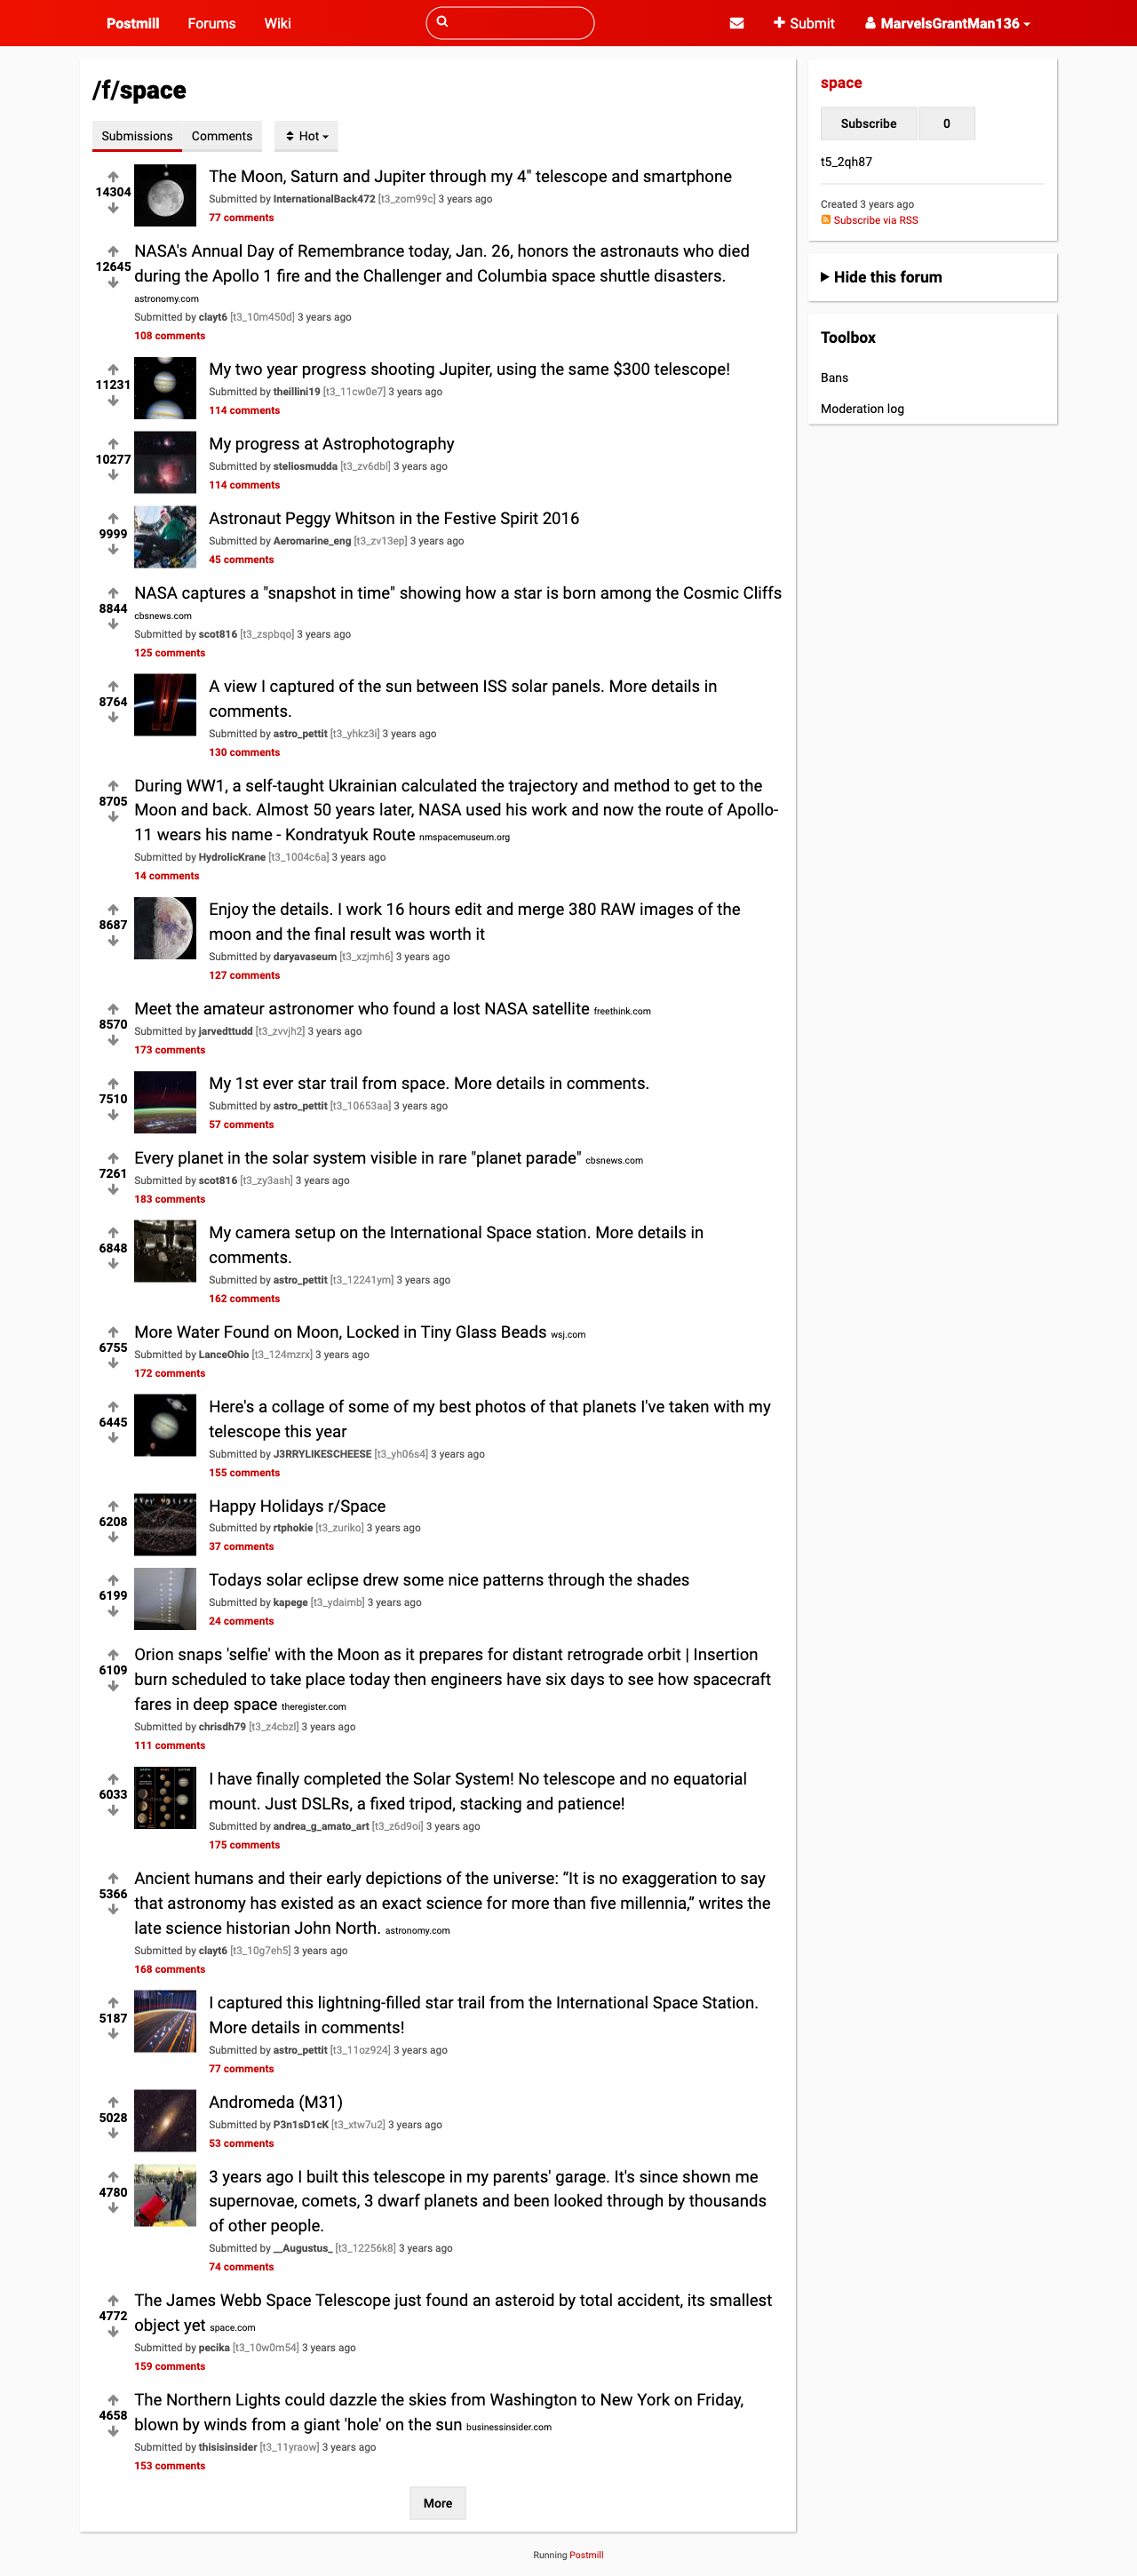 Postmill Forums Wiki Submit MarvelsGrantMan136
/f/space
Submissions Comments Hot
14304
The Moon, Saturn and Jupiter through my 4" telescope and smartphone
Submitted by InternationalBack472 [t3_zom99c] 3 years ago
77 comments
12645
NASA's Annual Day of Remembrance today, Jan. 26, honors the astronauts who died
during the Apollo 1 fire and the Challenger and Columbia space shuttle disasters.
astronomy.com
Submitted by clayt6 [t3_10m450d] 3 years ago
108 comments
11231
My two year progress shooting Jupiter, using the same $300 telescope!
Submitted by theillini19 [t3_11cw0e7] 3 years ago
114 comments
10277
My progress at Astrophotography
Submitted by steliosmudda [t3_zv6dbl] 3 years ago
114 comments
9999
Astronaut Peggy Whitson in the Festive Spirit 2016
Submitted by Aeromarine_eng [t3_zv13ep] 3 years ago
45 comments
8844
NASA captures a "snapshot in time" showing how a star is born among the Cosmic Cliffs
cbsnews.com
Submitted by scot816 [t3_zspbqo] 3 years ago
125 comments
8764
A view I captured of the sun between ISS solar panels. More details in
comments.
Submitted by astro_pettit [t3_yhkz3i] 3 years ago
130 comments
8705
During WW1, a self-taught Ukrainian calculated the trajectory and method to get to the
Moon and back. Almost 50 years later, NASA used his work and now the route of Apollo-
11 wears his name - Kondratyuk Route nmspacemuseum.org
Submitted by HydrolicKrane [t3_1004c6a] 3 years ago
14 comments
8687
Enjoy the details. I work 16 hours edit and merge 380 RAW images of the
moon and the final result was worth it
Submitted by daryavaseum [t3_xzjmh6] 3 years ago
127 comments
8570
Meet the amateur astronomer who found a lost NASA satellite freethink.com
Submitted by jarvedttudd [t3_zvvjh2] 3 years ago
173 comments
7510
My 1st ever star trail from space. More details in comments.
Submitted by astro_pettit [t3_10653aa] 3 years ago
57 comments
7261
Every planet in the solar system visible in rare "planet parade" cbsnews.com
Submitted by scot816 [t3_zy3ash] 3 years ago
183 comments
6848
My camera setup on the International Space station. More details in
comments.
Submitted by astro_pettit [t3_12241ym] 3 years ago
162 comments
6755
More Water Found on Moon, Locked in Tiny Glass Beads wsj.com
Submitted by LanceOhio [t3_124mzrx] 3 years ago
172 comments
6445
Here's a collage of some of my best photos of that planets I've taken with my
telescope this year
Submitted by J3RRYLIKESCHEESE [t3_yh06s4] 3 years ago
155 comments
6208
Happy Holidays r/Space
Submitted by rtphokie [t3_zuriko] 3 years ago
37 comments
6199
Todays solar eclipse drew some nice patterns through the shades
Submitted by kapege [t3_ydaimb] 3 years ago
24 comments
6109
Orion snaps 'selfie' with the Moon as it prepares for distant retrograde orbit | Insertion
burn scheduled to take place today then engineers have six days to see how spacecraft
fares in deep space theregister.com
Submitted by chrisdh79 [t3_z4cbzl] 3 years ago
111 comments
6033
I have finally completed the Solar System! No telescope and no equatorial
mount. Just DSLRs, a fixed tripod, stacking and patience!
Submitted by andrea_g_amato_art [t3_z6d9oi] 3 years ago
175 comments
5366
Ancient humans and their early depictions of the universe: “It is no exaggeration to say
that astronomy has existed as an exact science for more than five millennia,” writes the
late science historian John North. astronomy.com
Submitted by clayt6 [t3_10g7eh5] 3 years ago
168 comments
5187
I captured this lightning-filled star trail from the International Space Station.
More details in comments!
Submitted by astro_pettit [t3_11oz924] 3 years ago
77 comments
5028
Andromeda (M31)
Submitted by P3n1sD1cK [t3_xtw7u2] 3 years ago
53 comments
4780
3 years ago I built this telescope in my parents' garage. It's since shown me
supernovae, comets, 3 dwarf planets and been looked through by thousands
of other people.
Submitted by __Augustus_ [t3_12256k8] 3 years ago
74 comments
4772
The James Webb Space Telescope just found an asteroid by total accident, its smallest
object yet space.com
Submitted by pecika [t3_10w0m54] 3 years ago
159 comments
4658
The Northern Lights could dazzle the skies from Washington to New York on Friday,
blown by winds from a giant 'hole' on the sun businessinsider.com
Submitted by thisisinsider [t3_11yraow] 3 years ago
153 comments
More
space
Subscribe 0
t5_2qh87
Created 3 years ago
Subscribe via RSS
Hide this forum
Toolbox
Bans
Moderation log
Running Postmill